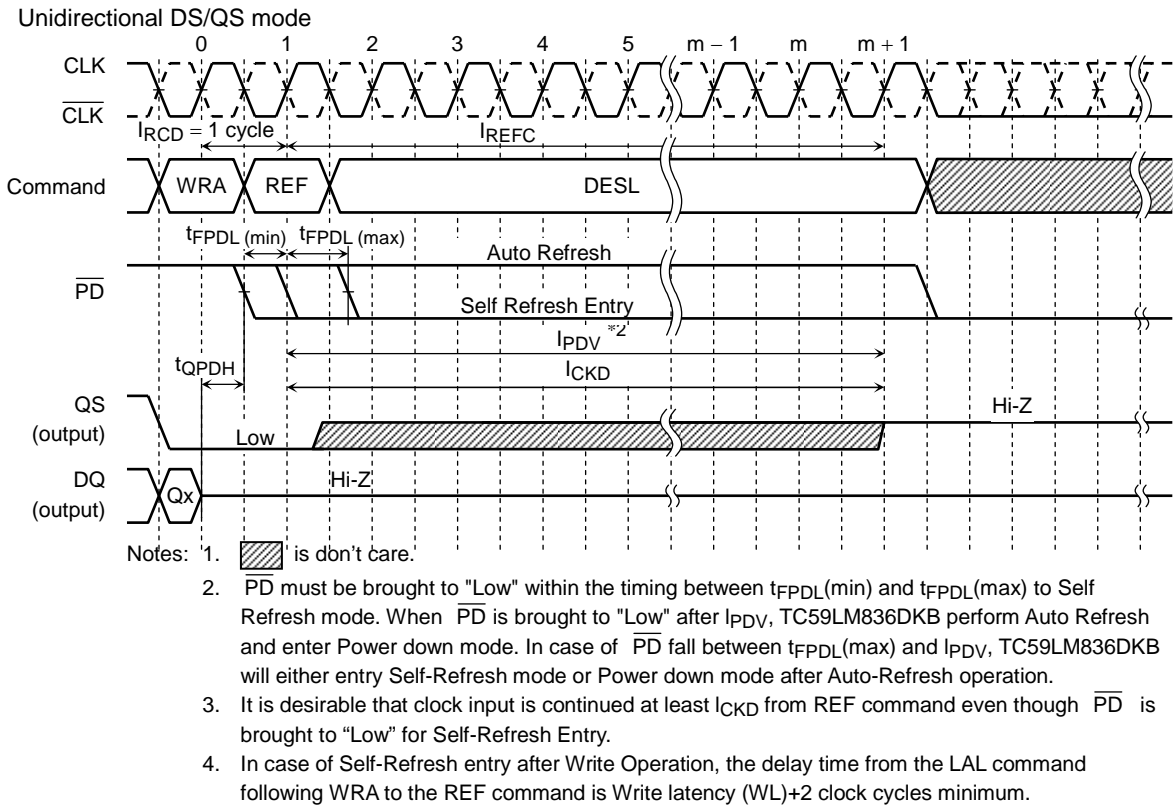 Unidirectional DS/QS mode
0 1 2 3 4 5 m − 1 m m + 1
CLK
CLK
IRCD = 1 cycle IREFC
Command WRA REF DESL
tFPDL (min) tFPDL (max)
Auto Refresh
PD
Self Refresh Entry
IPDV *2
tQPDH ICKD
QS
(output)
Low
Hi-Z
DQ
(output)
Qx
Hi-Z
Notes: 1. is don't care.
2. PD must be brought to "Low" within the timing between tFPDL(min) and tFPDL(max) to Self
Refresh mode. When PD is brought to "Low" after IPDV, TC59LM836DKB perform Auto Refresh
and enter Power down mode. In case of PD fall between tFPDL(max) and IPDV, TC59LM836DKB
will either entry Self-Refresh mode or Power down mode after Auto-Refresh operation.
3. It is desirable that clock input is continued at least ICKD from REF command even though PD is
brought to “Low” for Self-Refresh Entry.
4. In case of Self-Refresh entry after Write Operation, the delay time from the LAL command
following WRA to the REF command is Write latency (WL)+2 clock cycles minimum.